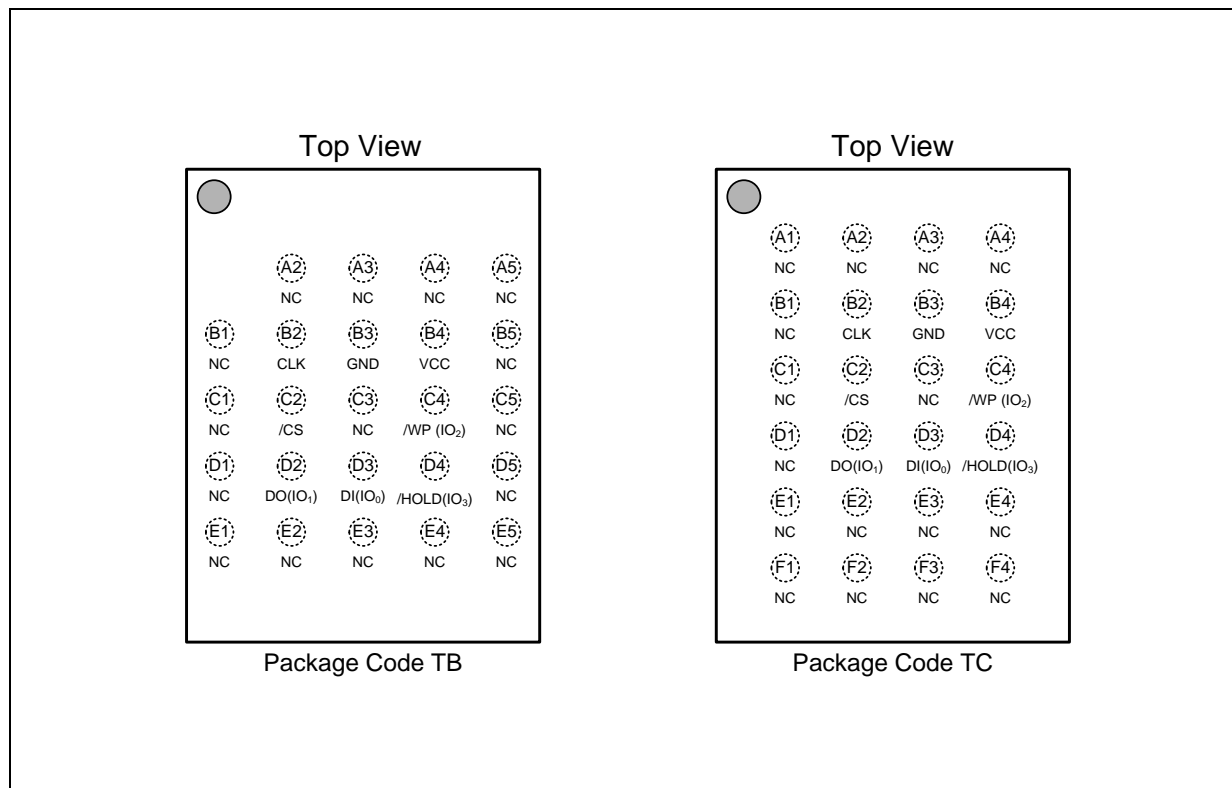 Top View
A2 A3 A4 A5
NC NC NC NC
B1 B2 B3 B4 B5
NC CLK GND VCC NC
C1 C2 C3 C4 C5
NC /CS NC /WP (IO₂) NC
D1 D2 D3 D4 D5
NC DO(IO₁) DI(IO₀) /HOLD(IO₃) NC
E1 E2 E3 E4 E5
NC NC NC NC NC
Package Code TB
Top View
A1 A2 A3 A4
NC NC NC NC
B1 B2 B3 B4
NC CLK GND VCC
C1 C2 C3 C4
NC /CS NC /WP (IO₂)
D1 D2 D3 D4
NC DO(IO₁) DI(IO₀) /HOLD(IO₃)
E1 E2 E3 E4
NC NC NC NC
F1 F2 F3 F4
NC NC NC NC
Package Code TC